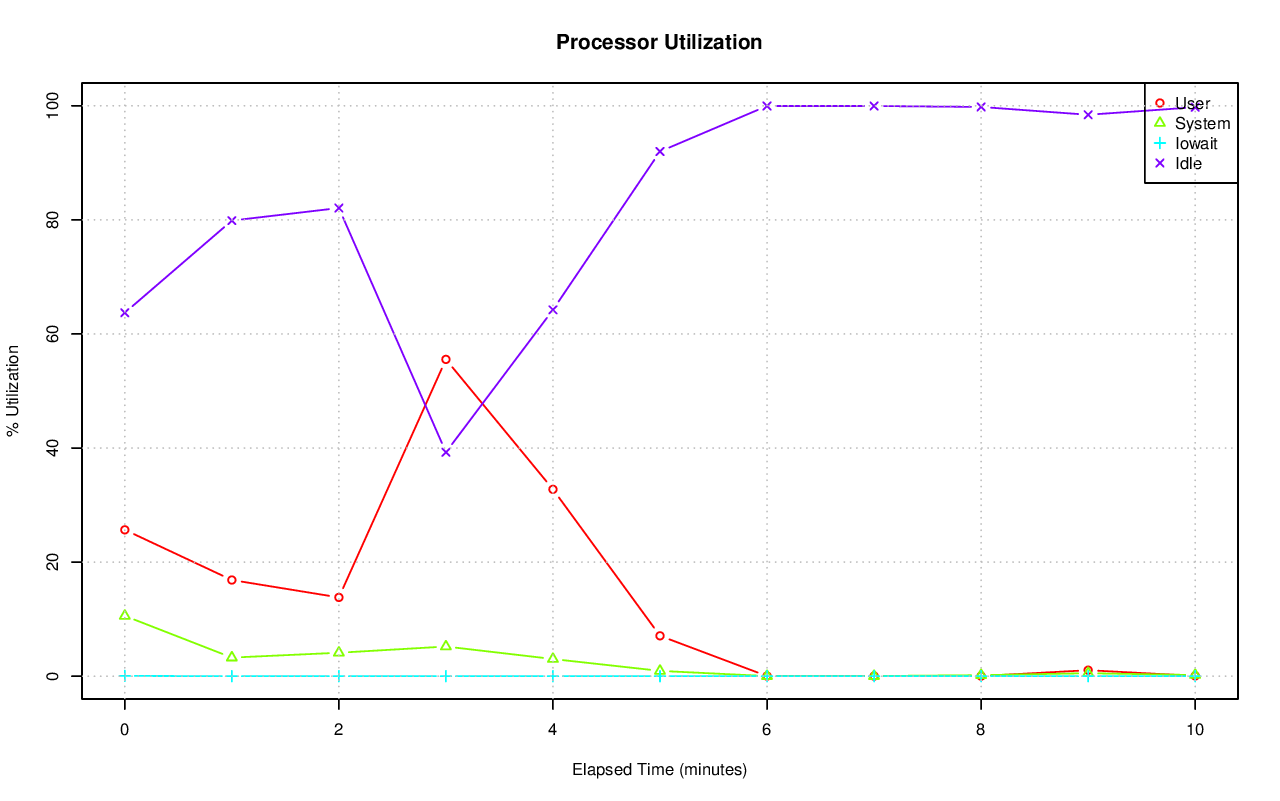 Processor Utilization
% Utilization
100
80
60
40
20
0
User
System
Iowait
Idle
0 2 4 6 8 10
Elapsed Time (minutes)